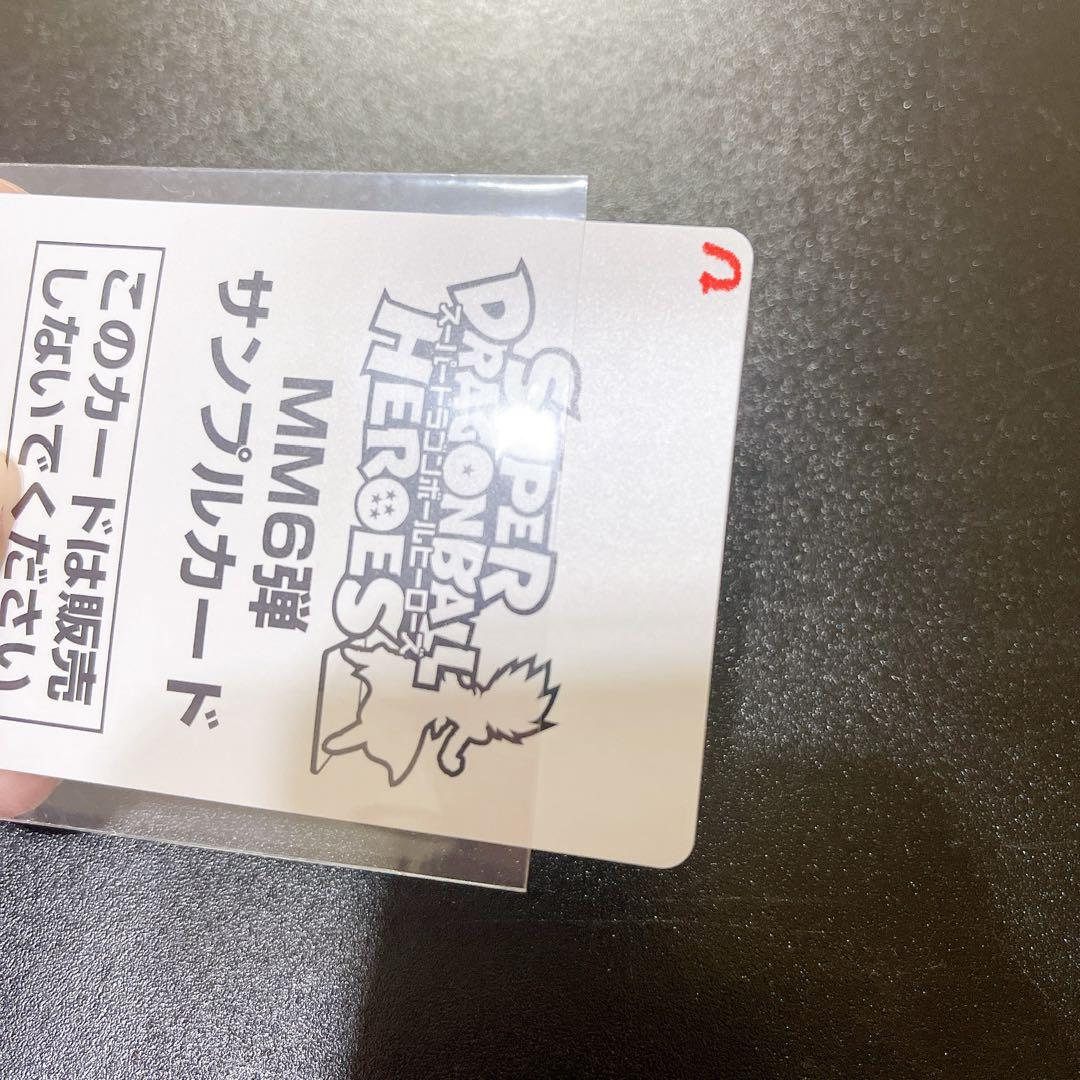 SUPER
DRAGONBALL
スーパードラゴンボールヒーローズ
HEROES
MM6弾
サンプルカード
このカードは販売
しないでください